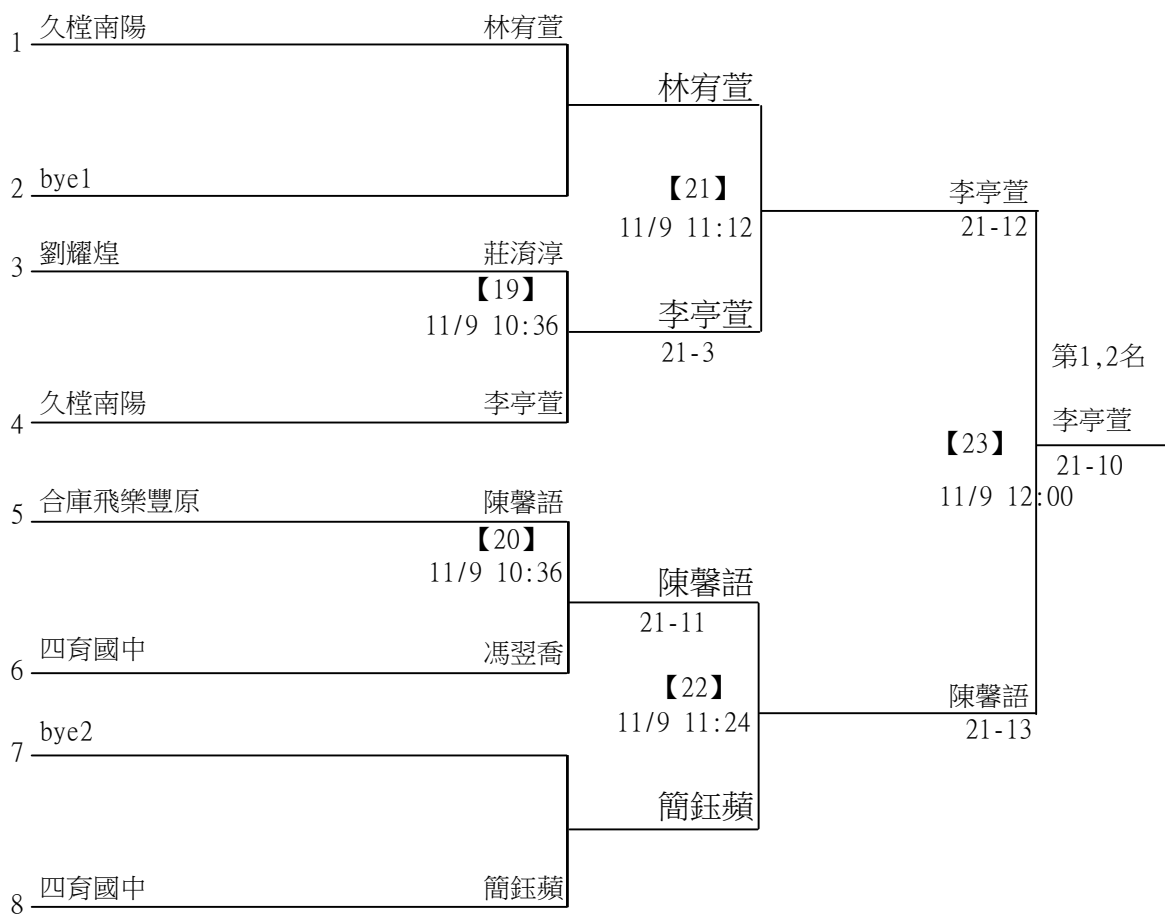 1 久樘南陽 林宥萱
林宥萱
2 bye1
【21】
11/9 11:12
李亭萱
21-12
3 劉耀煌 莊淯淳
【19】
11/9 10:36
李亭萱
21-3
4 久樘南陽 李亭萱
第1,2名
李亭萱
21-10
【23】
11/9 12:00
5 合庫飛樂豐原 陳馨語
【20】
11/9 10:36
陳馨語
21-11
6 四育國中 馮翌喬
【22】
11/9 11:24
陳馨語
21-13
7 bye2
簡鈺蘋
8 四育國中 簡鈺蘋